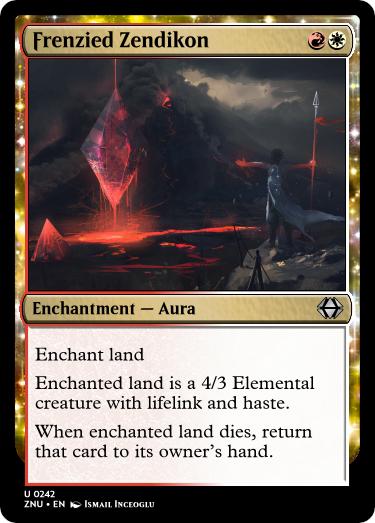 Frenzied Zendikon
Enchantment — Aura
Enchant land
Enchanted land is a 4/3 Elemental
creature with lifelink and haste.
When enchanted land dies, return
that card to its owner's hand.
U 0242
ZNU • EN Ismail Inceoglu